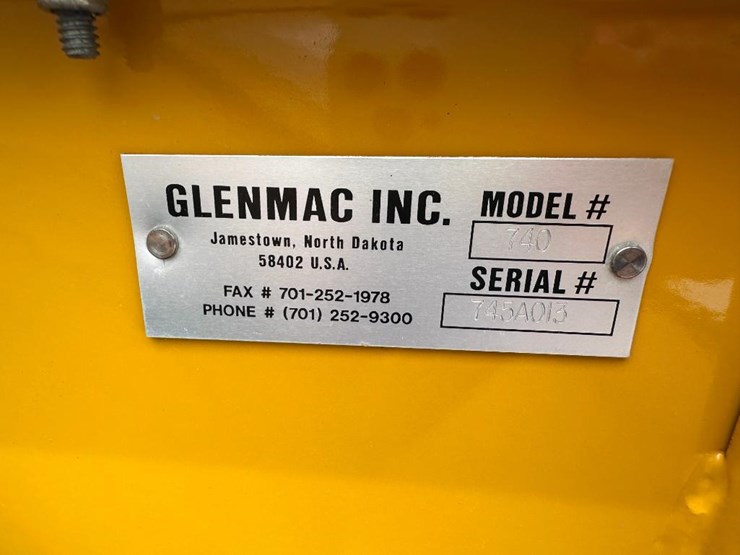 GLENMAC INC.
Jamestown, North Dakota
58402 U.S.A.
FAX # 701-252-1978
PHONE # (701) 252-9300
MODEL #
740
SERIAL #
745A013